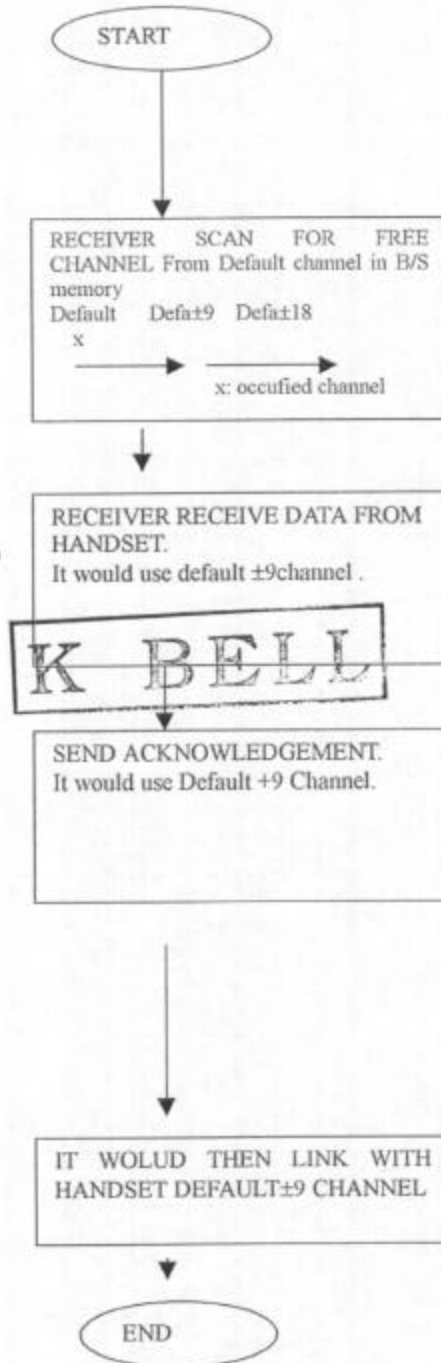 START
RECEIVER SCAN FOR FREE
CHANNEL From Default channel in B/S
memory
Default Defa±9 Defa±18
x
x: occufied channel
RECEIVER RECEIVE DATA FROM
HANDSET.
It would use default ±9channel .
K BELL
SEND ACKNOWLEDGEMENT.
It would use Default +9 Channel.
IT WOLUD THEN LINK WITH
HANDSET DEFAULT±9 CHANNEL
END